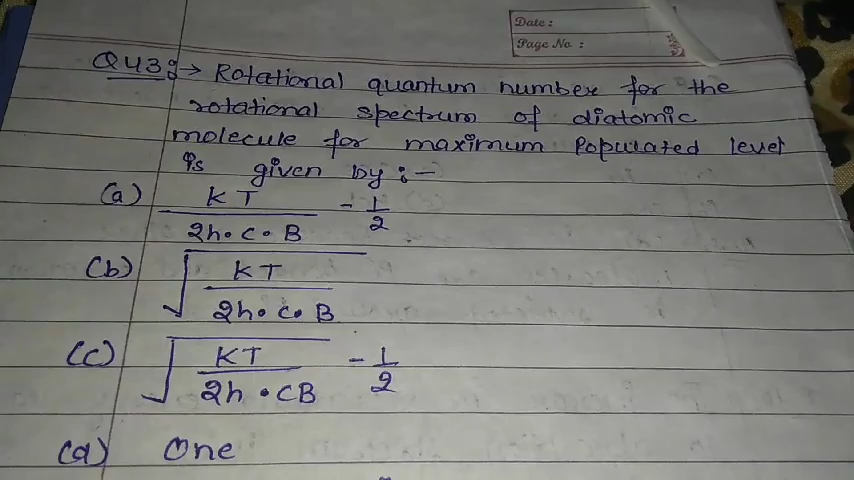 Date :
Page No :
Q43:→ Rotational quantum number for the
rotational spectrum of diatomic
molecule for maximum Populated level
is given by :-
(a) KT / 2h·c·B - 1/2
(b) √(KT / 2h·c·B)
(c) √(KT / 2h·CB) - 1/2
(d) One